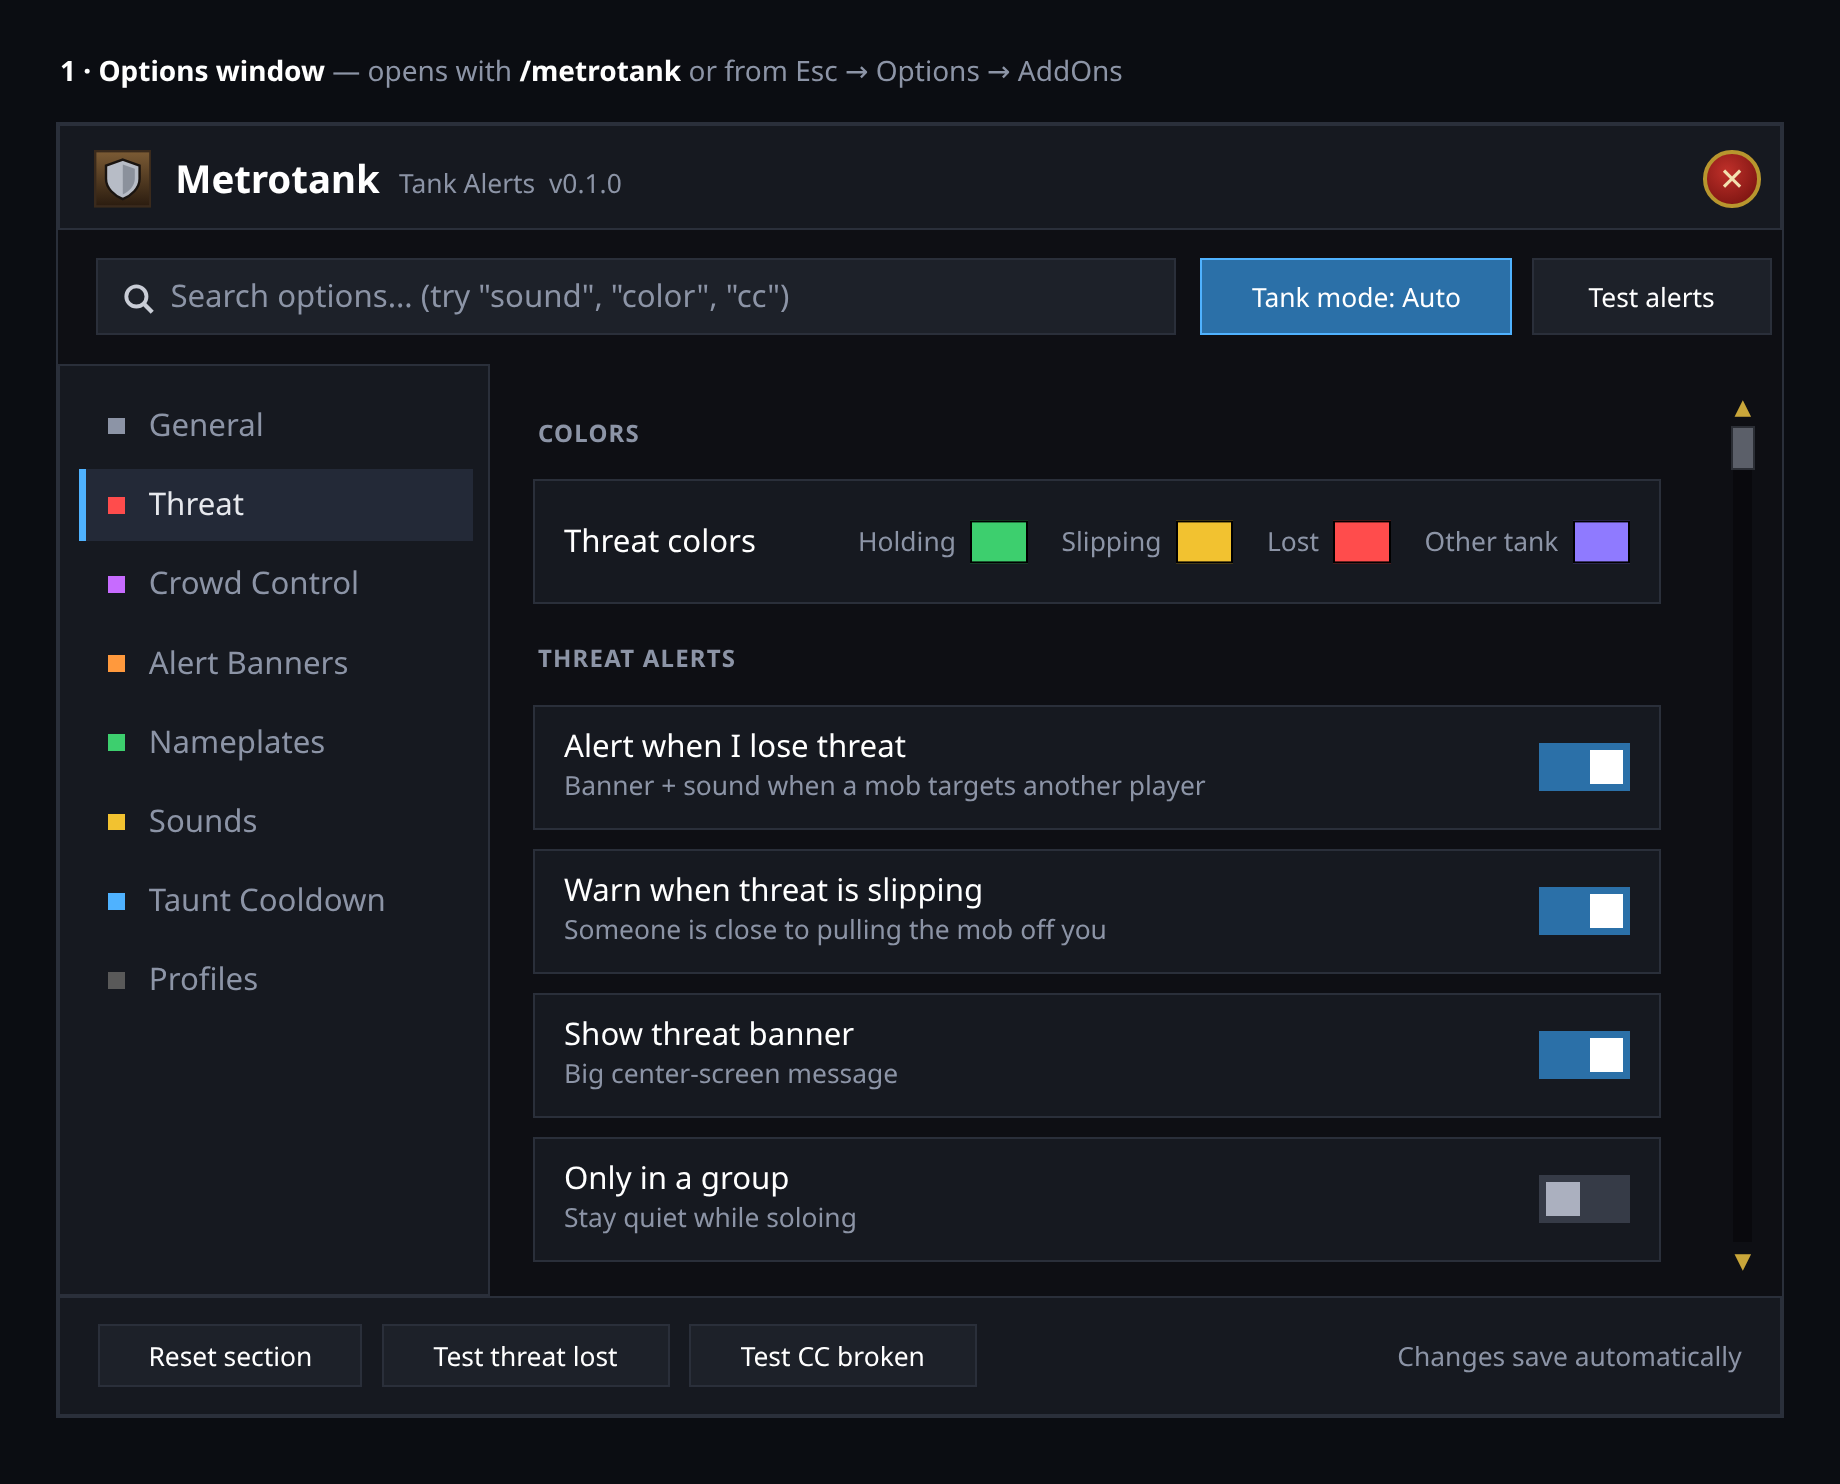 1 · Options window — opens with /metrotank or from Esc → Options → AddOns
Metrotank Tank Alerts v0.1.0
Search options... (try "sound", "color", "cc")
Tank mode: Auto
Test alerts
General
Threat
Crowd Control
Alert Banners
Nameplates
Sounds
Taunt Cooldown
Profiles
COLORS
Threat colors Holding Slipping Lost Other tank
THREAT ALERTS
Alert when I lose threat
Banner + sound when a mob targets another player
Warn when threat is slipping
Someone is close to pulling the mob off you
Show threat banner
Big center-screen message
Only in a group
Stay quiet while soloing
Reset section
Test threat lost
Test CC broken
Changes save automatically